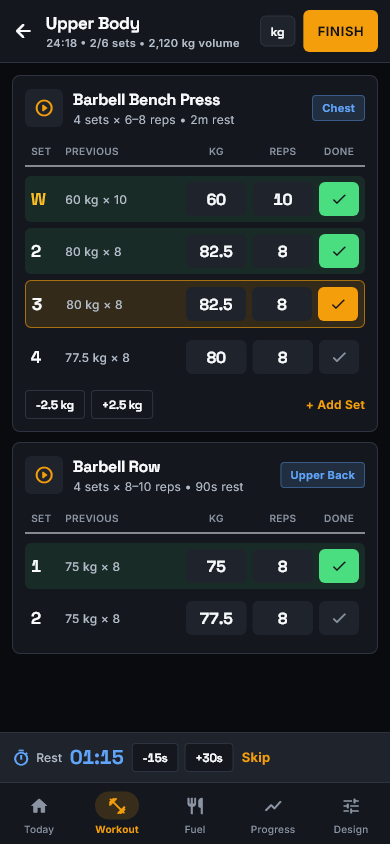 Upper Body
24:18 • 2/6 sets • 2,120 kg volume
kg
FINISH
Barbell Bench Press
4 sets × 6–8 reps • 2m rest
Chest
SET PREVIOUS KG REPS DONE
W 60 kg × 10 60 10
2 80 kg × 8 82.5 8
3 80 kg × 8 82.5 8
4 77.5 kg × 8 80 8
-2.5 kg +2.5 kg + Add Set
Barbell Row
4 sets × 8–10 reps • 90s rest
Upper Back
SET PREVIOUS KG REPS DONE
1 75 kg × 8 75 8
2 75 kg × 8 77.5 8
Rest 01:15 -15s +30s Skip
Today Workout Fuel Progress Design